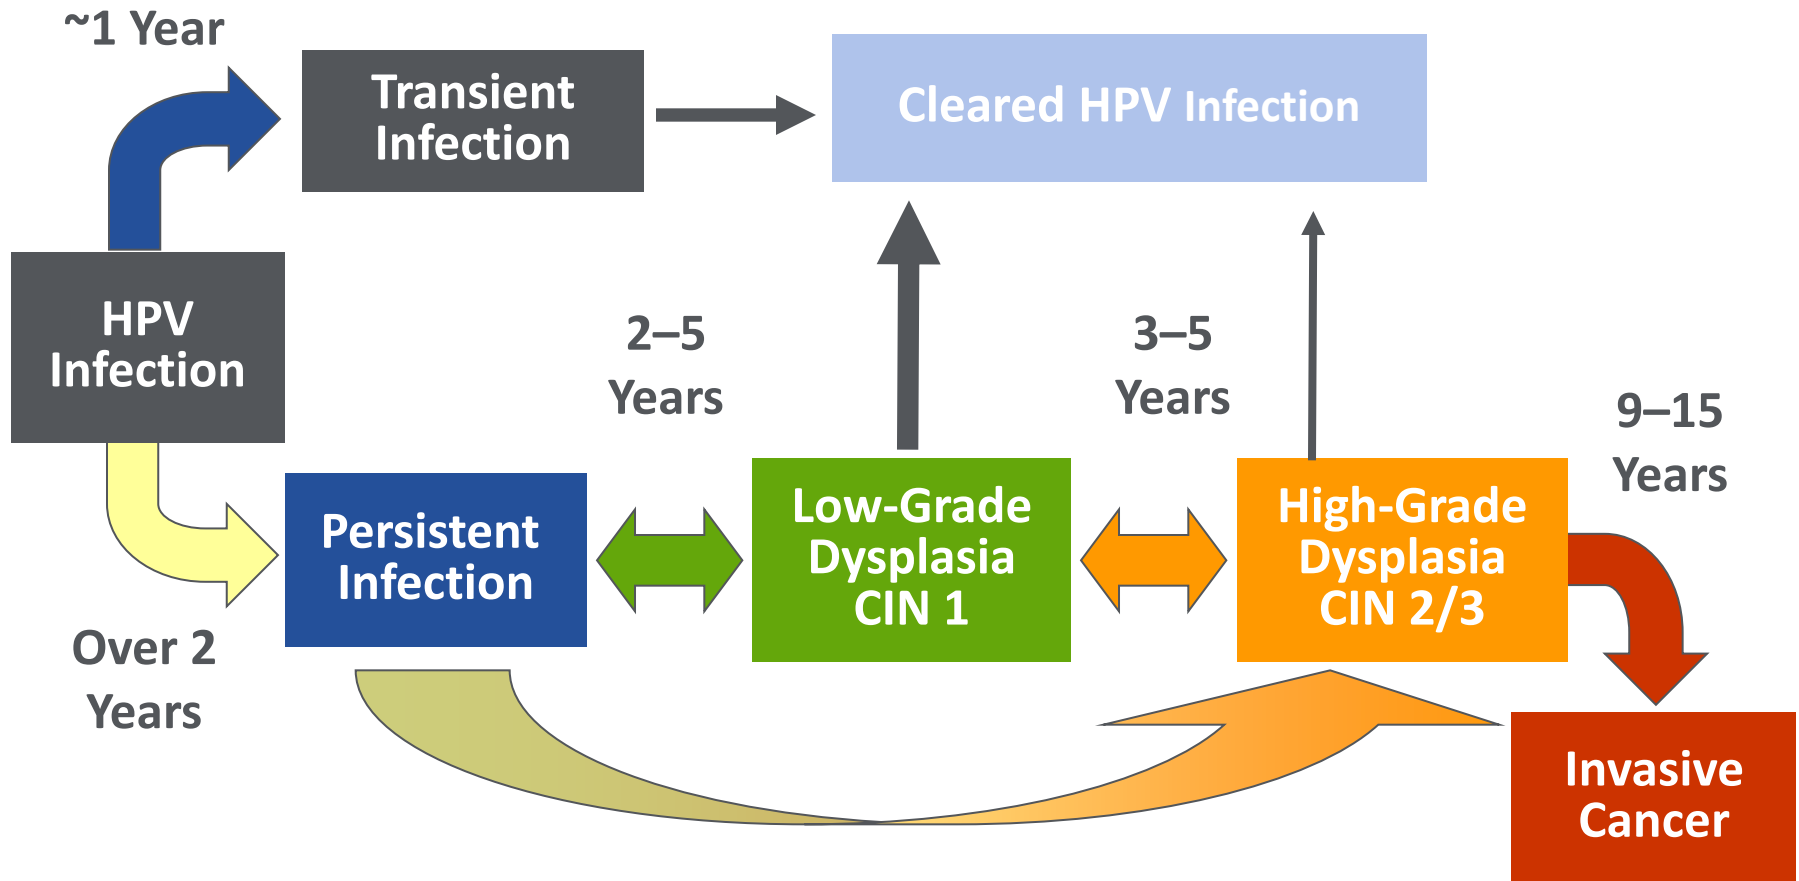 ~1 Year
Transient
Infection
Cleared HPV Infection
HPV
Infection
2–5
Years
3–5
Years
9–15
Years
Persistent
Infection
Low-Grade
Dysplasia
CIN 1
High-Grade
Dysplasia
CIN 2/3
Over 2
Years
Invasive
Cancer